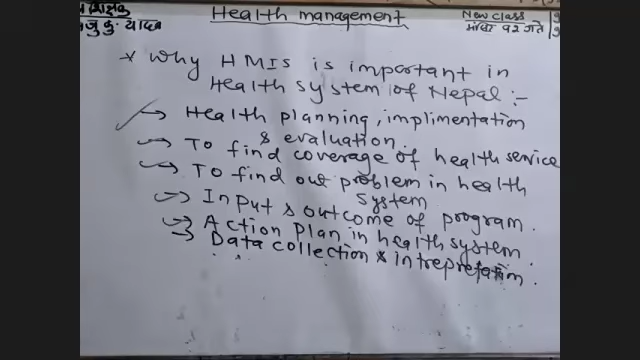 Health management
New class
* Why HMIS is important in
Health system of Nepal :-
→ Health planning, implimentation
& evaluation.
→ To find coverage of health service
→ To find out problem in health
system
→ Input & outcome of program.
→ Action plan in health system.
→ Data collection & intrepretation.